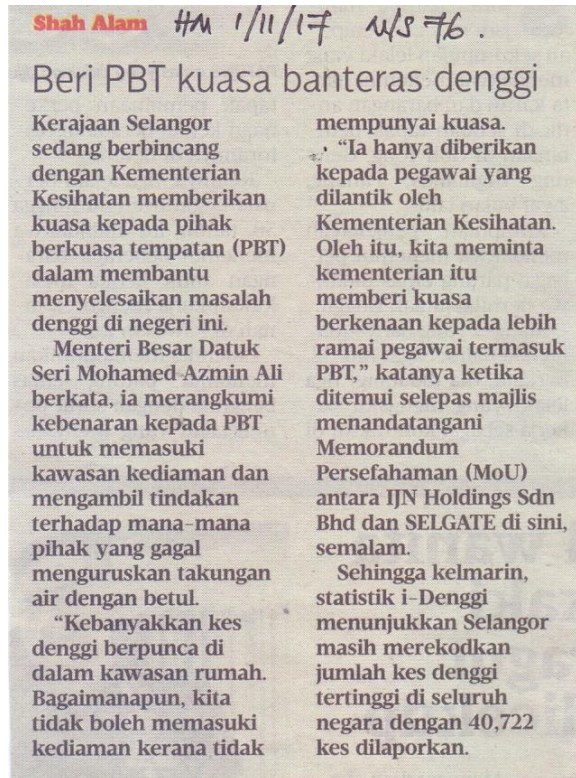 Shah Alam HM 1/11/17 M/S 76.
Beri PBT kuasa banteras denggi
Kerajaan Selangor
sedang berbincang
dengan Kementerian
Kesihatan memberikan
kuasa kepada pihak
berkuasa tempatan (PBT)
dalam membantu
menyelesaikan masalah
denggi di negeri ini.
Menteri Besar Datuk
Seri Mohamed Azmin Ali
berkata, ia merangkumi
kebenaran kepada PBT
untuk memasuki
kawasan kediaman dan
mengambil tindakan
terhadap mana-mana
pihak yang gagal
menguruskan takungan
air dengan betul.
"Kebanyakkan kes
denggi berpunca di
dalam kawasan rumah.
Bagaimanapun, kita
tidak boleh memasuki
kediaman kerana tidak
mempunyai kuasa.
"Ia hanya diberikan
kepada pegawai yang
dilantik oleh
Kementerian Kesihatan.
Oleh itu, kita meminta
kementerian itu
memberi kuasa
berkenaan kepada lebih
ramai pegawai termasuk
PBT," katanya ketika
ditemui selepas majlis
menandatangani
Memorandum
Persefahaman (MoU)
antara IJN Holdings Sdn
Bhd dan SELGATE di sini,
semalam.
Sehingga kelmarin,
statistik i-Denggi
menunjukkan Selangor
masih merekodkan
jumlah kes denggi
tertinggi di seluruh
negara dengan 40,722
kes dilaporkan.